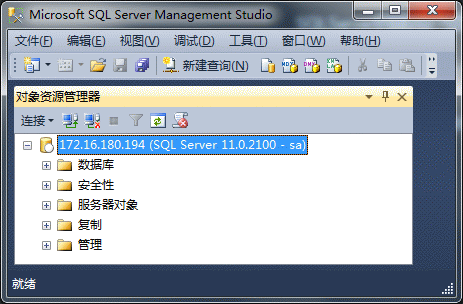 Microsoft SQL Server Management Studio
文件(F) 编辑(E) 视图(V) 调试(D) 工具(T) 窗口(W) 帮助(H)
新建查询(N)
对象资源管理器
连接
172.16.180.194 (SQL Server 11.0.2100 - sa)
数据库
安全性
服务器对象
复制
管理
就绪